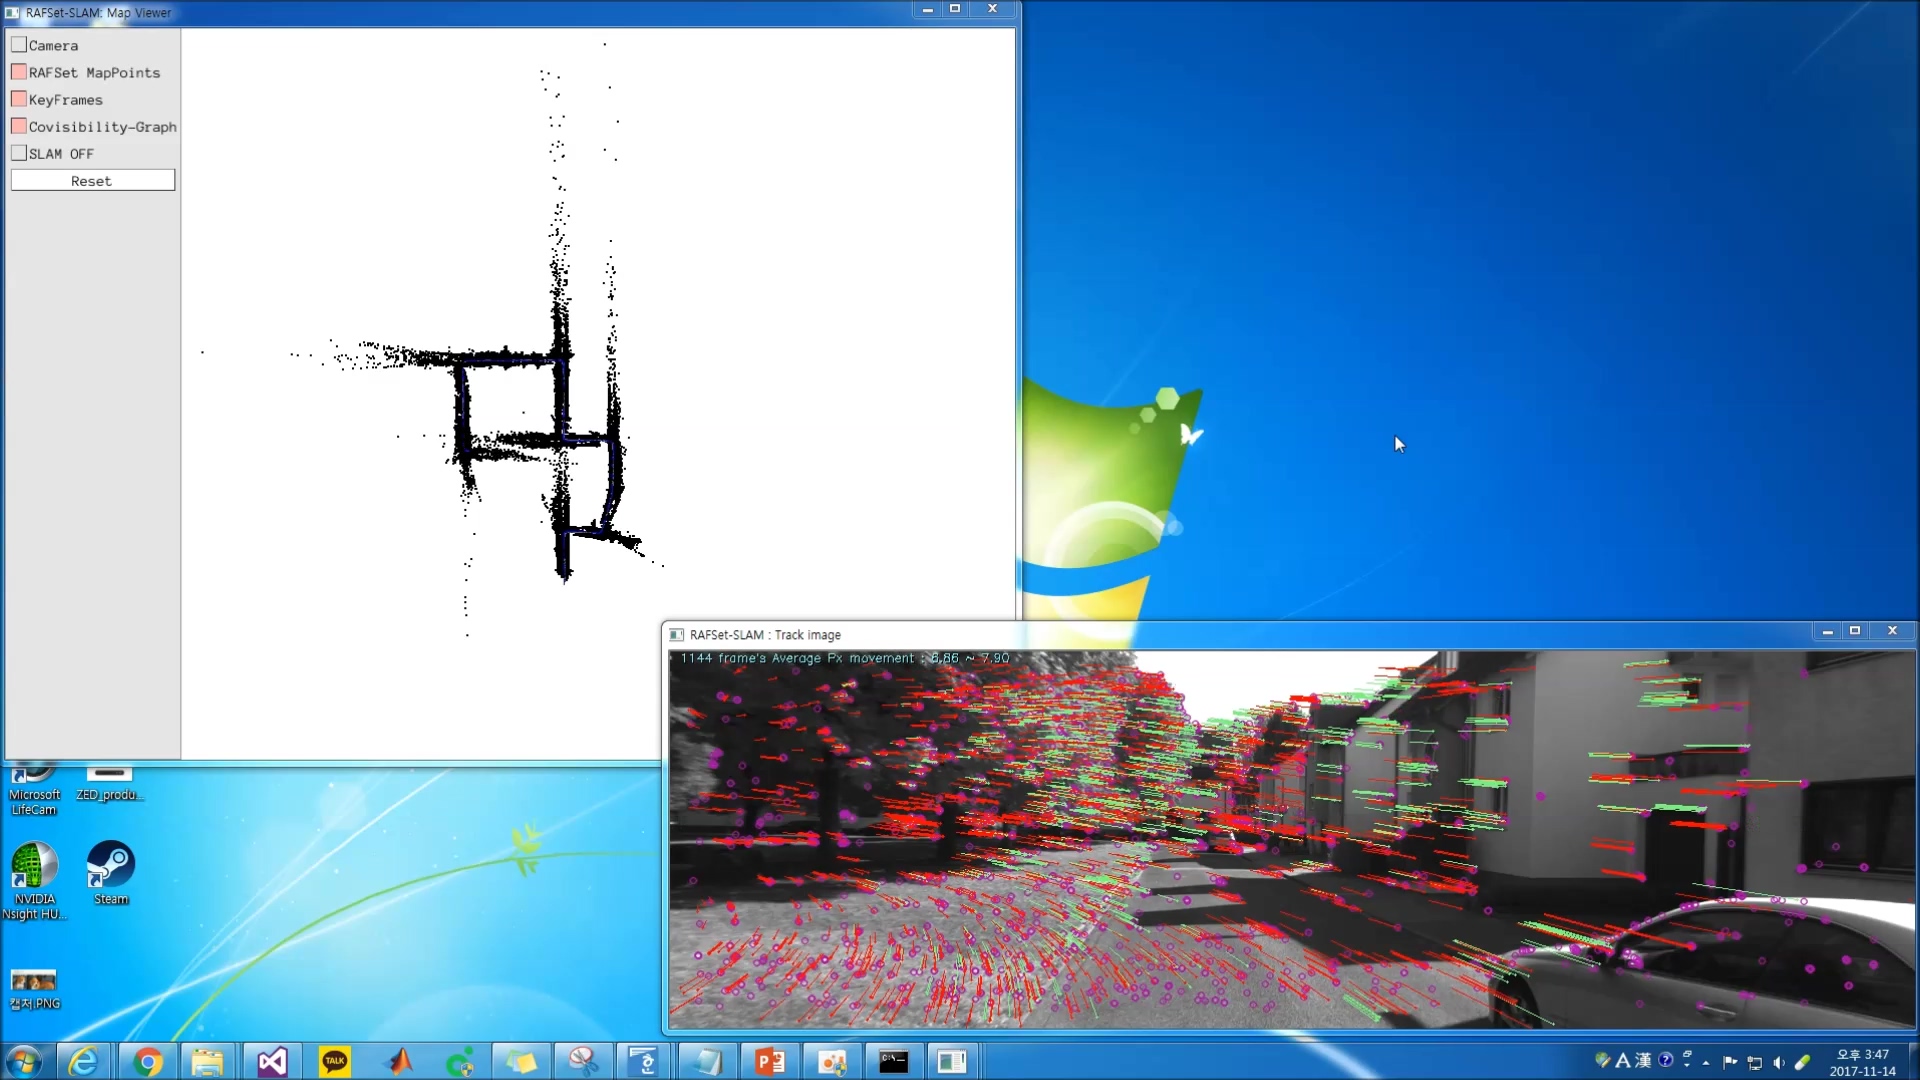 RAFSet-SLAM: Map Viewer
Camera
RAFSet MapPoints
KeyFrames
Covisibility-Graph
SLAM OFF
Reset
RAFSet-SLAM : Track image
1144 frame's Average Px movement : 6.86 ~ 7.90
Microsoft
LifeCam
ZED_produ...
NVIDIA
Nsight HU...
Steam
캡처.PNG
TALK
A 漢
오후 3:47
2017-11-14